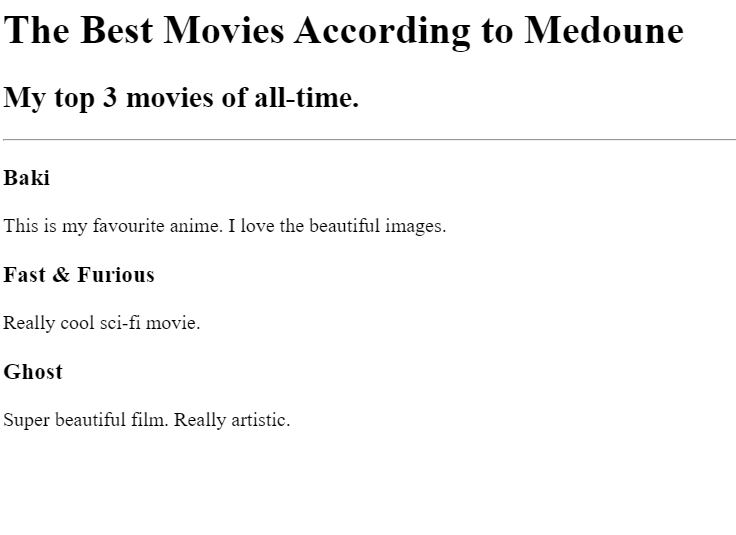 The Best Movies According to Medoune
My top 3 movies of all-time.
Baki
This is my favourite anime. I love the beautiful images.
Fast & Furious
Really cool sci-fi movie.
Ghost
Super beautiful film. Really artistic.